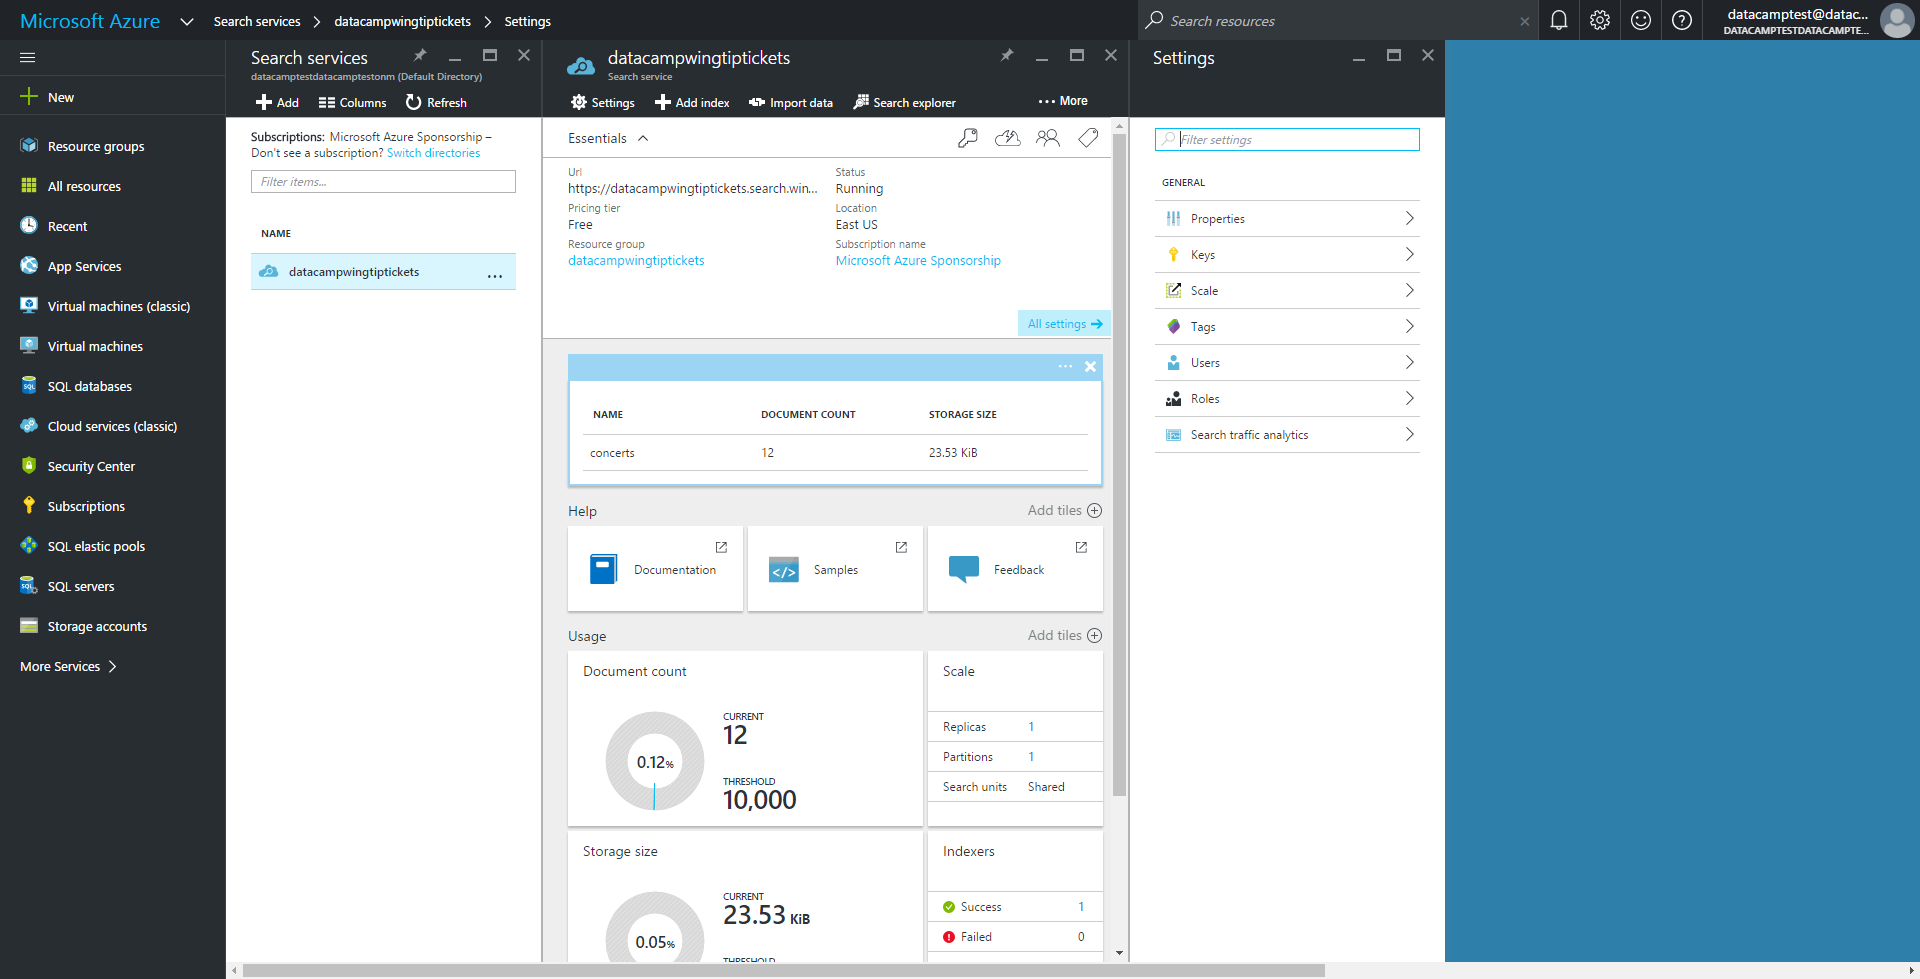 Microsoft Azure
Search services
datacampwingtiptickets
Settings
Search resources
datacamptest@datac...
DATACAMPTESTDATACAMPTE...
New
Resource groups
All resources
Recent
App Services
Virtual machines (classic)
Virtual machines
SQL databases
Cloud services (classic)
Security Center
Subscriptions
SQL elastic pools
SQL servers
Storage accounts
More Services
Search services
datacamptestdatacamptestonm (Default Directory)
Add
Columns
Refresh
Subscriptions: Microsoft Azure Sponsorship –
Don't see a subscription? Switch directories
Filter items...
NAME
datacampwingtiptickets
...
datacampwingtiptickets
Search service
Settings
Add index
Import data
Search explorer
More
Essentials
Url
https://datacampwingtiptickets.search.win...
Status
Running
Pricing tier
Free
Location
East US
Resource group
datacampwingtiptickets
Subscription name
Microsoft Azure Sponsorship
All settings
NAME DOCUMENT COUNT STORAGE SIZE
concerts 12 23.53 KiB
Help
Add tiles
Documentation
Samples
Feedback
Usage
Add tiles
Document count
0.12%
CURRENT
12
THRESHOLD
10,000
Scale
Replicas 1
Partitions 1
Search units Shared
Storage size
0.05%
CURRENT
23.53 KiB
THRESHOLD
Indexers
Success 1
Failed 0
Settings
Filter settings
GENERAL
Properties
Keys
Scale
Tags
Users
Roles
Search traffic analytics